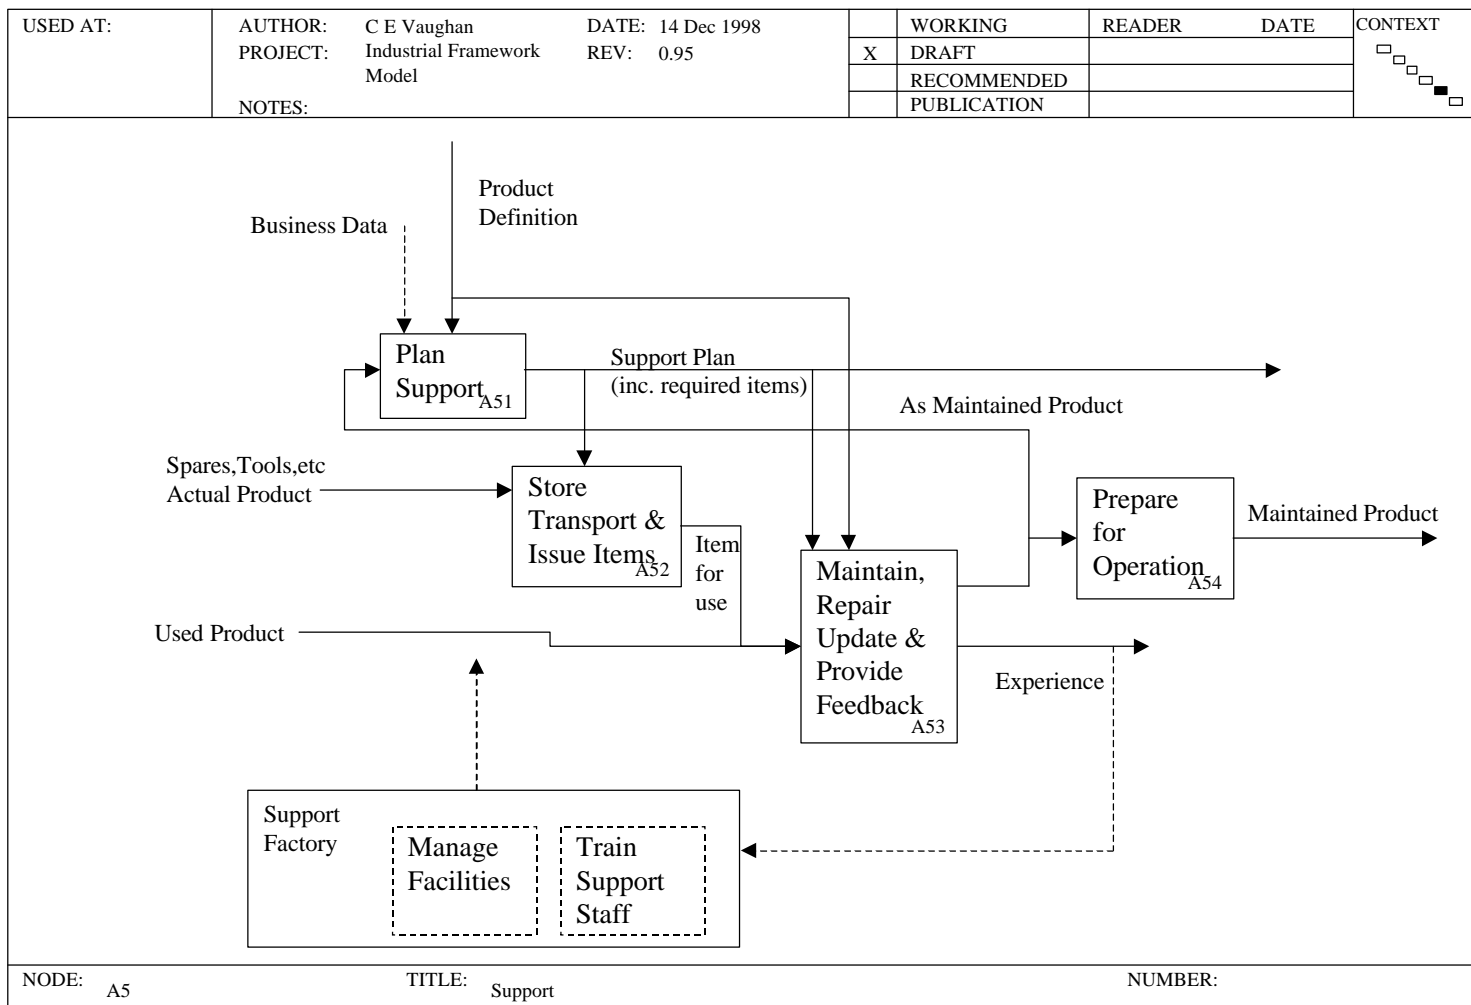 USED AT:
AUTHOR: C E Vaughan
DATE: 14 Dec 1998
PROJECT: Industrial Framework
Model
REV: 0.95
NOTES:
WORKING
X DRAFT
RECOMMENDED
PUBLICATION
READER DATE
CONTEXT
Product
Definition
Business Data
Plan
Support
A51
Support Plan
(inc. required items)
As Maintained Product
Spares,Tools,etc
Actual Product
Store
Transport &
Issue Items
A52
Item
for
use
Prepare
for
Operation
A54
Maintained Product
Maintain,
Repair
Update &
Provide
Feedback
A53
Used Product
Experience
Support
Factory
Manage
Facilities
Train
Support
Staff
NODE: A5
TITLE: Support
NUMBER: